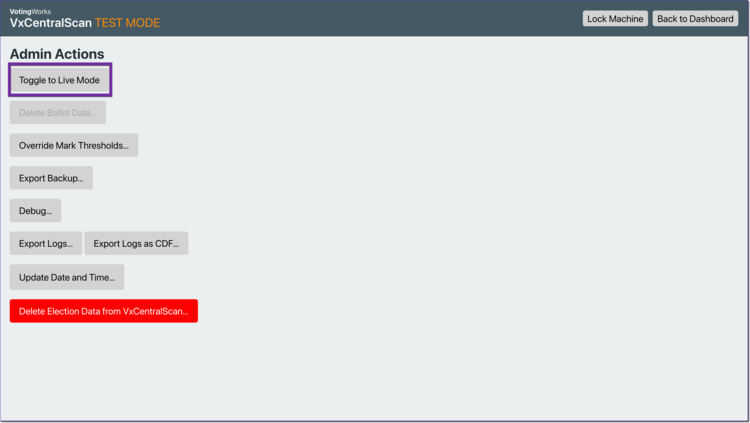 VotingWorks
VxCentralScan TEST MODE
Lock Machine
Back to Dashboard
Admin Actions
Toggle to Live Mode
Delete Ballot Data...
Override Mark Thresholds...
Export Backup...
Debug...
Export Logs...
Export Logs as CDF...
Update Date and Time...
Delete Election Data from VxCentralScan...